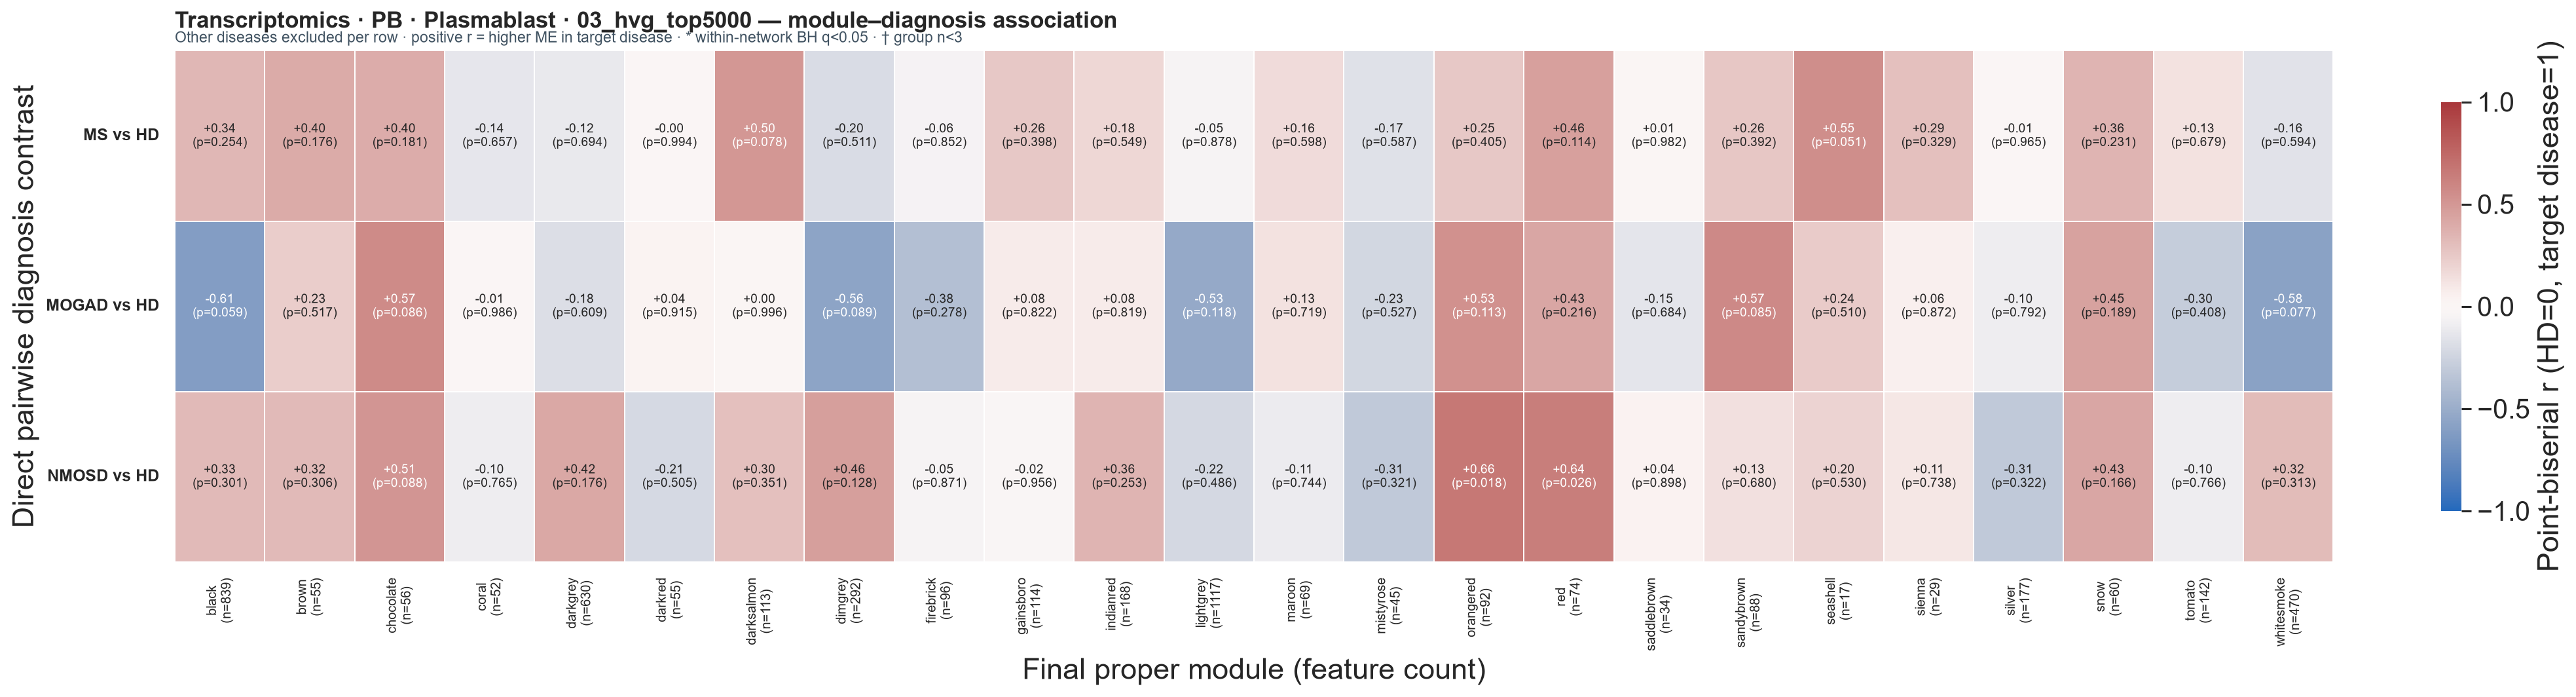 Transcriptomics · PB · Plasmablast · 03_hvg_top5000 — module–diagnosis association
Other diseases excluded per row · positive r = higher ME in target disease · * within-network BH q<0.05 · † group n<3
Direct pairwise diagnosis contrast
MS vs HD
+0.34 +0.40 +0.40 -0.14 -0.12 -0.00 +0.50 -0.20 -0.06 +0.26 +0.18 -0.05 +0.16 -0.17 +0.25 +0.46 +0.01 +0.26 +0.55 +0.29 -0.01 +0.36 +0.13 -0.16
(p=0.254) (p=0.176) (p=0.181) (p=0.657) (p=0.694) (p=0.994) (p=0.078) (p=0.511) (p=0.852) (p=0.398) (p=0.549) (p=0.878) (p=0.598) (p=0.587) (p=0.405) (p=0.114) (p=0.982) (p=0.392) (p=0.051) (p=0.329) (p=0.965) (p=0.231) (p=0.679) (p=0.594)
MOGAD vs HD
-0.61 +0.23 +0.57 -0.01 -0.18 +0.04 +0.00 -0.56 -0.38 +0.08 +0.08 -0.53 +0.13 -0.23 +0.53 +0.43 -0.15 +0.57 +0.24 +0.06 -0.10 +0.45 -0.30 -0.58
(p=0.059) (p=0.517) (p=0.086) (p=0.986) (p=0.609) (p=0.915) (p=0.996) (p=0.089) (p=0.278) (p=0.822) (p=0.819) (p=0.118) (p=0.719) (p=0.527) (p=0.113) (p=0.216) (p=0.684) (p=0.085) (p=0.510) (p=0.872) (p=0.792) (p=0.189) (p=0.408) (p=0.077)
NMOSD vs HD
+0.33 +0.32 +0.51 -0.10 +0.42 -0.21 +0.30 +0.46 -0.05 -0.02 +0.36 -0.22 -0.11 -0.31 +0.66 +0.64 +0.04 +0.13 +0.20 +0.11 -0.31 +0.43 -0.10 +0.32
(p=0.301) (p=0.306) (p=0.088) (p=0.765) (p=0.176) (p=0.505) (p=0.351) (p=0.128) (p=0.871) (p=0.956) (p=0.253) (p=0.486) (p=0.744) (p=0.321) (p=0.018) (p=0.026) (p=0.898) (p=0.680) (p=0.530) (p=0.738) (p=0.322) (p=0.166) (p=0.766) (p=0.313)
black
(n=839)
brown
(n=55)
chocolate
(n=56)
coral
(n=52)
darkgrey
(n=630)
darkred
(n=55)
darksalmon
(n=113)
dimgrey
(n=292)
firebrick
(n=96)
gainsboro
(n=114)
indianred
(n=168)
lightgrey
(n=1117)
maroon
(n=69)
mistyrose
(n=45)
orangered
(n=92)
red
(n=74)
saddlebrown
(n=34)
sandybrown
(n=88)
seashell
(n=17)
sienna
(n=29)
silver
(n=177)
snow
(n=60)
tomato
(n=142)
whitesmoke
(n=470)
Final proper module (feature count)
1.0
0.5
0.0
−0.5
−1.0
Point-biserial r (HD=0, target disease=1)